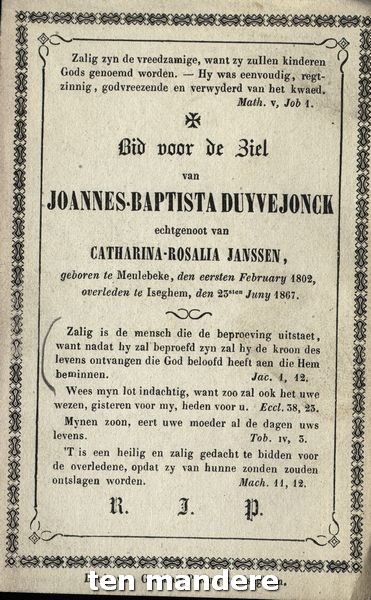 Zalig zyn de vreedzamige, want zy zullen kinderen
Gods genoemd worden. — Hy was eenvoudig, regt-
zinnig, godvreezende en verwyderd van het kwaed.
Math. v, Job 1.
✠
Bid voor de Ziel
van
JOANNES-BAPTISTA DUYVEJONCK
echtgenoot van
CATHARINA-ROSALIA JANSSEN,
geboren te Meulebeke, den eersten February 1802,
overleden te Iseghem, den 23sten Juny 1867.
Zalig is de mensch die de beproeving uitstaet,
want nadat hy zal beproefd zyn zal hy de kroon des
levens ontvangen die God beloofd heeft aen die Hem
beminnen. Jac. 1, 12.
Wees myn lot indachtig, want zoo zal ook het uwe
wezen, gisteren voor my, heden voor u. Eccl. 38, 23.
Mynen zoon, eert uwe moeder al de dagen uws
levens. Tob. iv, 3.
'T is een heilig en zalig gedacht te bidden voor
de overledene, opdat zy van hunne zonden zouden
ontslagen worden. Mach. 11, 12.
R. I. P.
ten mandere